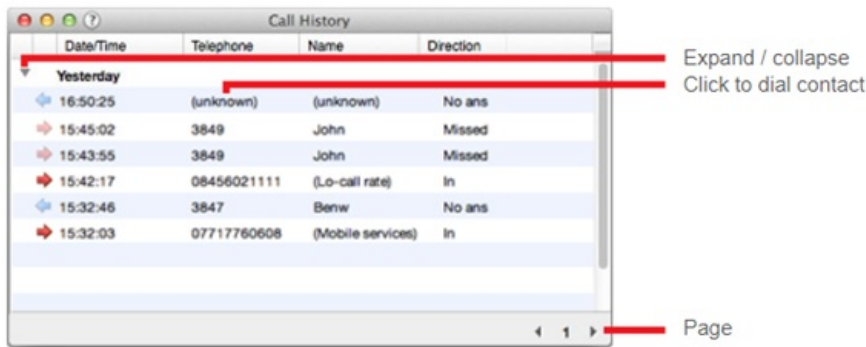 Call History
Date/Time Telephone Name Direction
Expand / collapse
Yesterday
Click to dial contact
16:50:25 (unknown) (unknown) No ans
15:45:02 3849 John Missed
15:43:55 3849 John Missed
15:42:17 08456021111 (Lo-call rate) In
15:32:46 3847 Benw No ans
15:32:03 07717760608 (Mobile services) In
1
Page